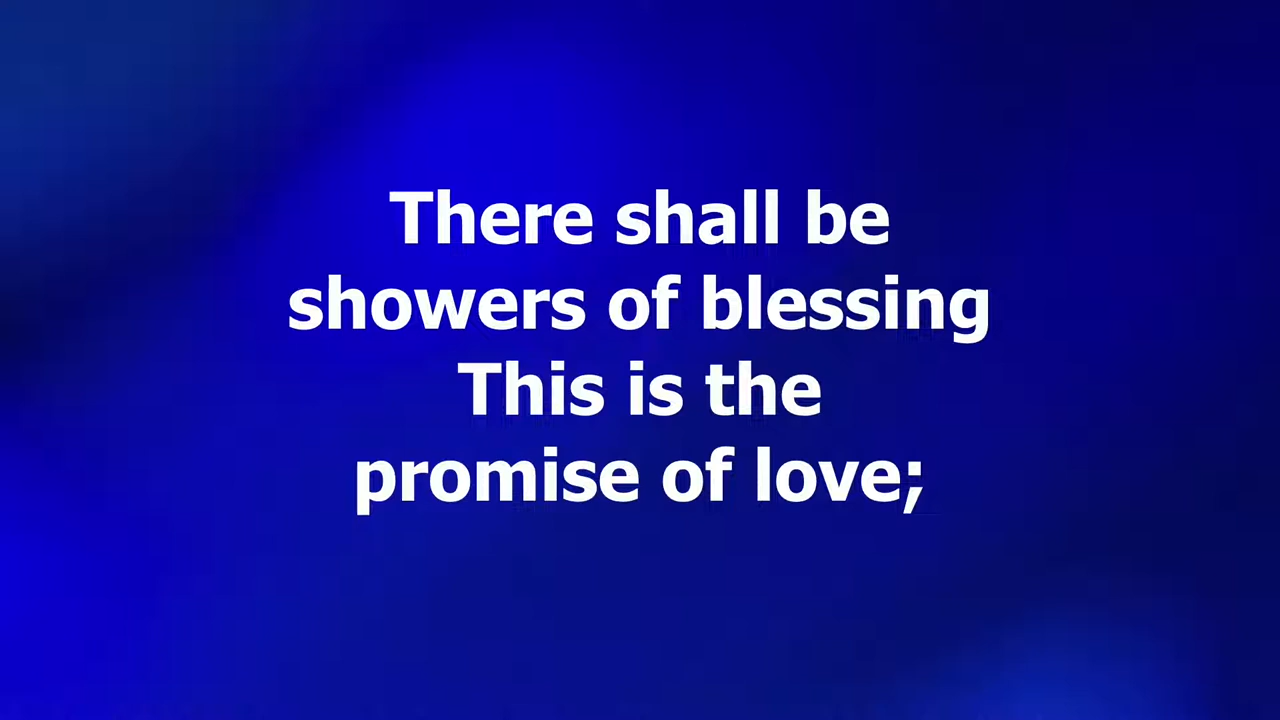 There shall be
showers of blessing
This is the
promise of love;